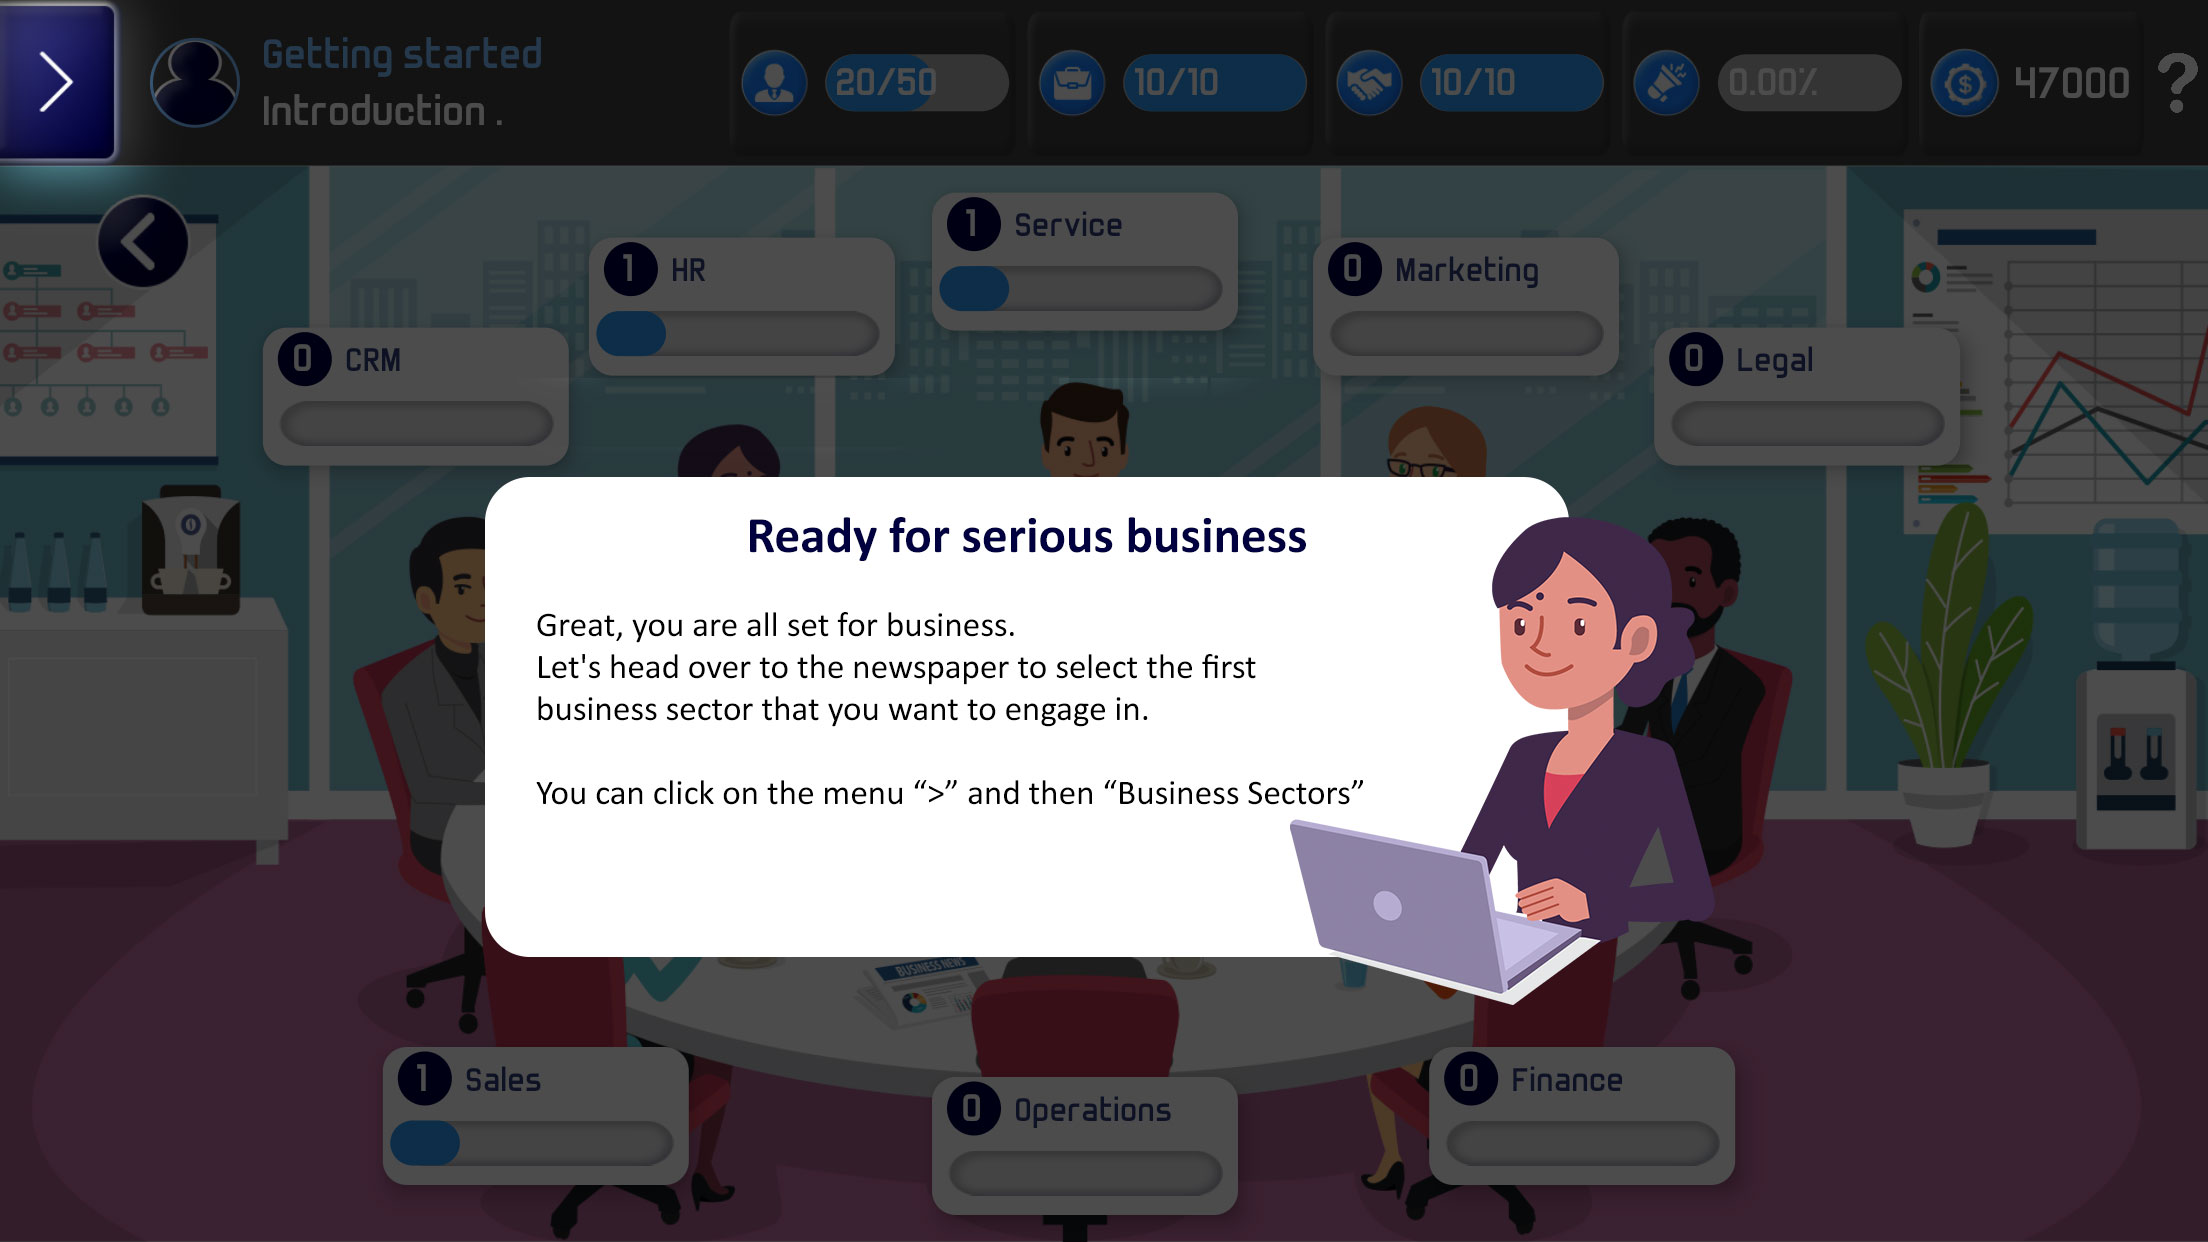 >
Getting started
Introduction .
20/50
10/10
10/10
0.00%
47000
?
1 Service
1 HR
0 Marketing
0 CRM
0 Legal
Ready for serious business
Great, you are all set for business.
Let's head over to the newspaper to select the first
business sector that you want to engage in.
You can click on the menu “>” and then “Business Sectors”
BUSINESS NEWS
1 Sales
0 Operations
0 Finance